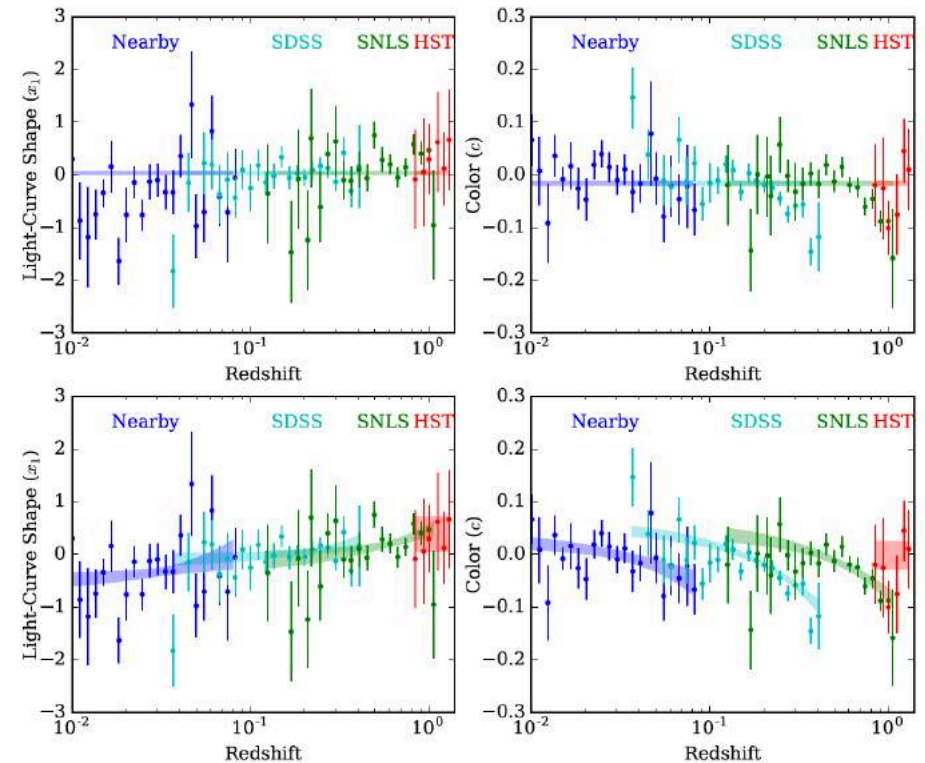 3
2
1
0
−1
−2
−3
Light-Curve Shape (x₁)
Nearby SDSS SNLS HST
10⁻² 10⁻¹ 10⁰
Redshift
0.3
0.2
0.1
0.0
−0.1
−0.2
−0.3
Color (c)
Nearby SDSS SNLS HST
10⁻² 10⁻¹ 10⁰
Redshift
3
2
1
0
−1
−2
−3
Light-Curve Shape (x₁)
Nearby SDSS SNLS HST
10⁻² 10⁻¹ 10⁰
Redshift
0.3
0.2
0.1
0.0
−0.1
−0.2
−0.3
Color (c)
Nearby SDSS SNLS HST
10⁻² 10⁻¹ 10⁰
Redshift